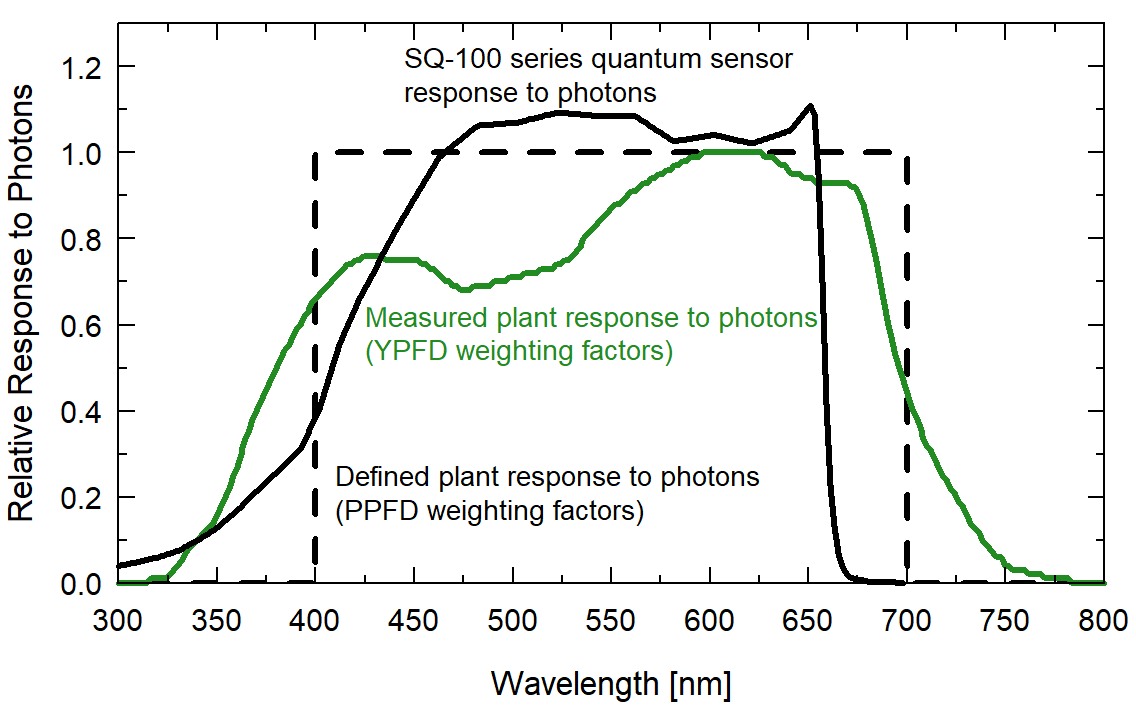 SQ-100 series quantum sensor
response to photons
Relative Response to Photons
1.2
1.0
0.8
0.6
0.4
0.2
0.0
Measured plant response to photons
(YPFD weighting factors)
Defined plant response to photons
(PPFD weighting factors)
300 350 400 450 500 550 600 650 700 750 800
Wavelength [nm]